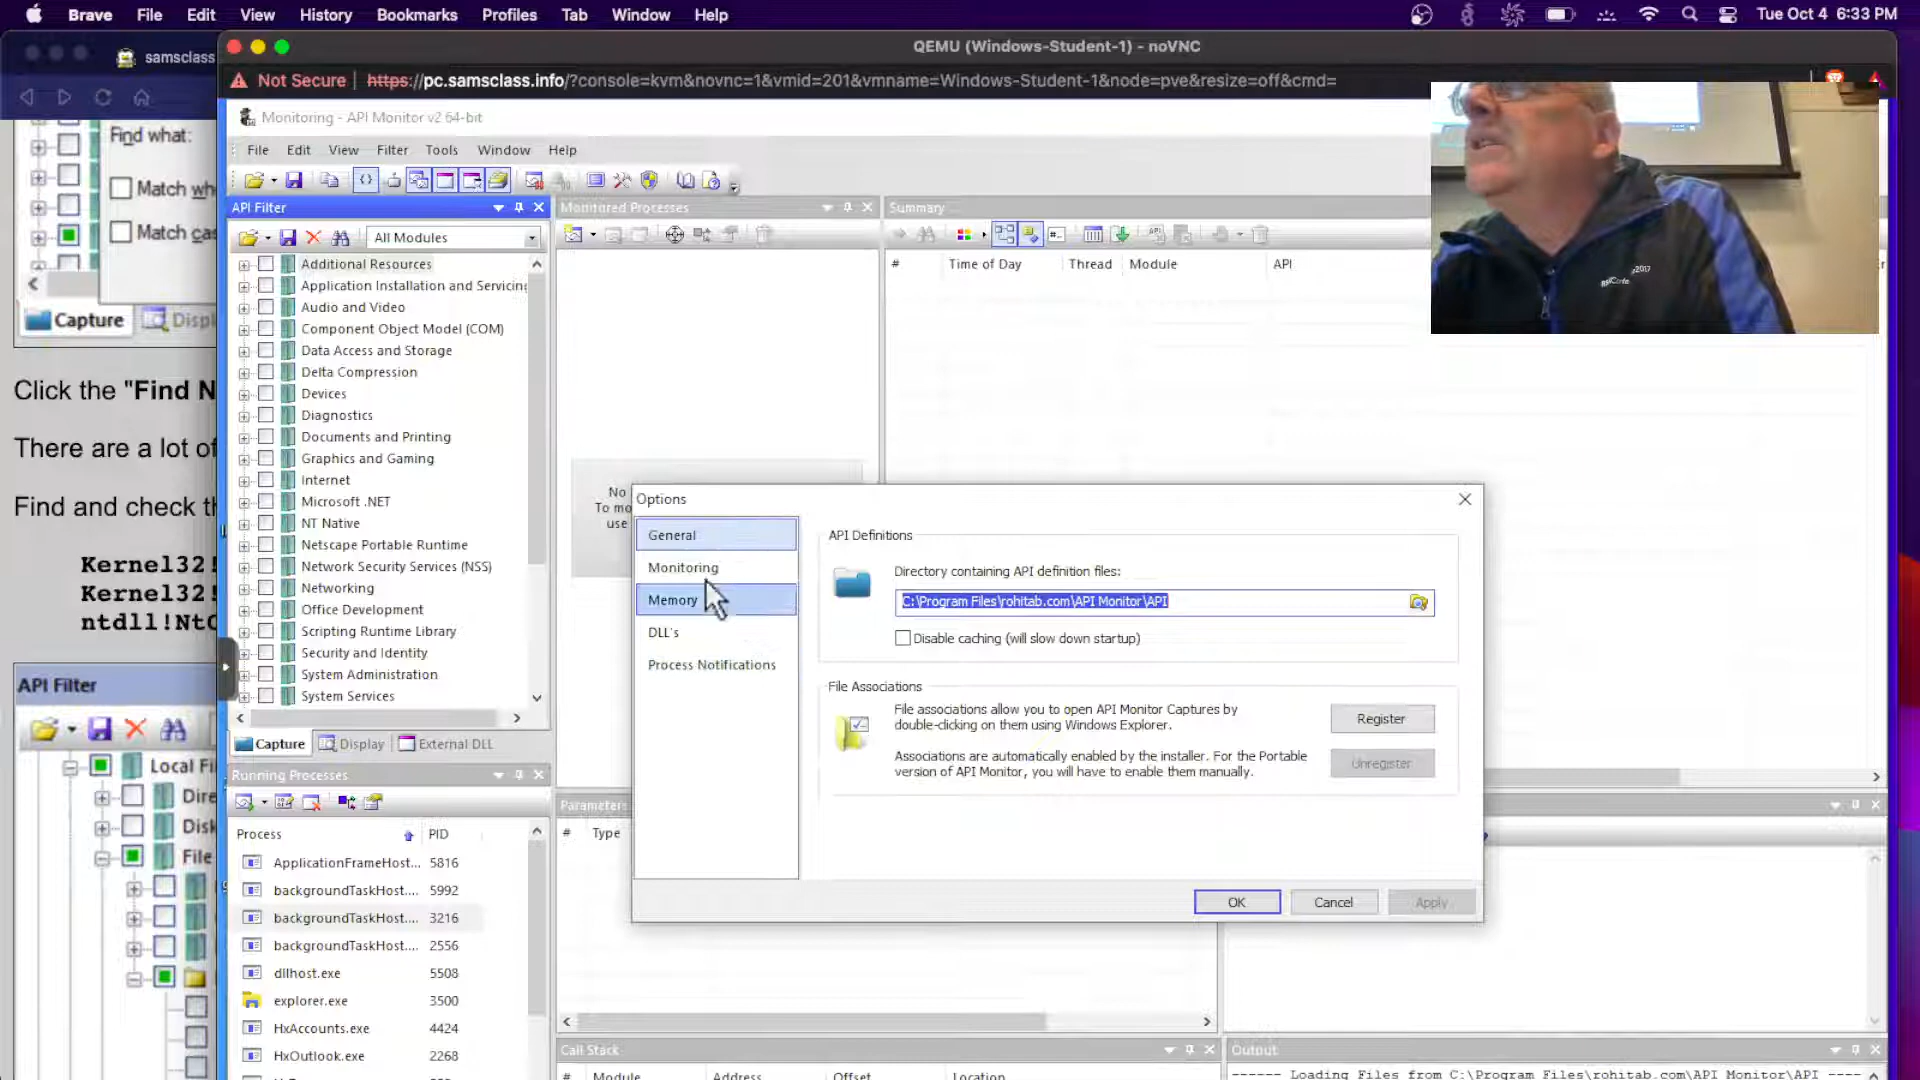 Brave File Edit View History Bookmarks Profiles Tab Window Help
Tue Oct 4 6:33 PM
samsclass
QEMU (Windows-Student-1) - noVNC
Not Secure https://pc.samsclass.info/?console=kvm&novnc=1&vmid=201&vmname=Windows-Student-1&node=pve&resize=off&cmd=
Find what:
Match wh
Match cas
Capture Displ
Click the "Find N
There are a lot of
Find and check th
Kernel32!
Kernel32!
ntdll!NtC
API Filter
Local Fi
Dire
Disk
File
Monitoring - API Monitor v2 64-bit
File Edit View Filter Tools Window Help
API Filter
All Modules
Additional Resources
Application Installation and Servicing
Audio and Video
Component Object Model (COM)
Data Access and Storage
Delta Compression
Devices
Diagnostics
Documents and Printing
Graphics and Gaming
Internet
Microsoft .NET
NT Native
Netscape Portable Runtime
Network Security Services (NSS)
Networking
Office Development
Scripting Runtime Library
Security and Identity
System Administration
System Services
Capture Display External DLL
Running Processes
Process PID
ApplicationFrameHost... 5816
backgroundTaskHost.... 5992
backgroundTaskHost.... 3216
backgroundTaskHost.... 2556
dllhost.exe 5508
explorer.exe 3500
HxAccounts.exe 4424
HxOutlook.exe 2268
Monitored Processes
No
To mo
use
Summary
# Time of Day Thread Module API
Options
General
Monitoring
Memory
DLL's
Process Notifications
API Definitions
Directory containing API definition files:
C:\Program Files\rohitab.com\API Monitor\API
Disable caching (will slow down startup)
File Associations
File associations allow you to open API Monitor Captures by
double-clicking on them using Windows Explorer.
Register
Associations are automatically enabled by the installer. For the Portable
version of API Monitor, you will have to enable them manually.
Unregister
OK Cancel Apply
Parameters
# Type
Call Stack
# Module Address Offset Location
Output
------ Loading Files from C:\Program Files\rohitab.com\API Monitor\API ----